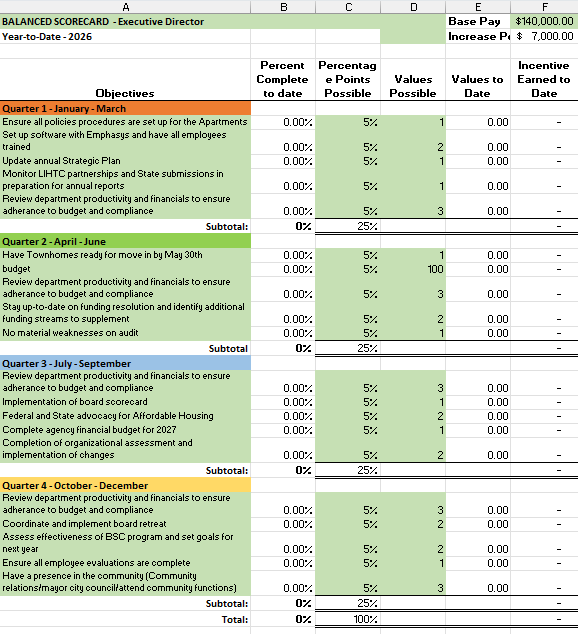 A B C D E F
BALANCED SCORECARD - Executive Director Base Pay $140,000.00
Year-to-Date - 2026 Increase Pe $ 7,000.00
Percent Percentag Incentive
Complete e Points Values Values to Earned to
Objectives to date Possible Possible Date Date
Quarter 1 - January - March
Ensure all policies procedures are set up for the Apartments 0.00% 5% 1 0.00 -
Set up software with Emphasys and have all employees
trained 0.00% 5% 2 0.00 -
Update annual Strategic Plan 0.00% 5% 1 0.00 -
Monitor LIHTC partnerships and State submissions in
preparation for annual reports 0.00% 5% 1 0.00 -
Review department productivity and financials to ensure
adherance to budget and compliance 0.00% 5% 3 0.00 -
Subtotal: 0% 25% -
Quarter 2 - April - June
Have Townhomes ready for move in by May 30th 0.00% 5% 1 0.00 -
budget 0.00% 5% 100 0.00 -
Review department productivity and financials to ensure
adherance to budget and compliance 0.00% 5% 3 0.00 -
Stay up-to-date on funding resolution and identify additional
funding streams to supplement 0.00% 5% 2 0.00 -
No material weaknesses on audit 0.00% 5% 1 0.00 -
Subtotal 0% 25% -
Quarter 3 - July - September
Review department productivity and financials to ensure
adherance to budget and compliance 0.00% 5% 3 0.00 -
Implementation of board scorecard 0.00% 5% 1 0.00 -
Federal and State advocacy for Affordable Housing 0.00% 5% 2 0.00 -
Complete agency financial budget for 2027 0.00% 5% 1 0.00 -
Completion of organizational assessment and
implementation of changes 0.00% 5% 2 0.00 -
Subtotal: 0% 25% -
Quarter 4 - October - December
Review department productivity and financials to ensure
adherance to budget and compliance 0.00% 5% 3 0.00 -
Coordinate and implement board retreat 0.00% 5% 2 0.00 -
Assess effectiveness of BSC program and set goals for
next year 0.00% 5% 2 0.00 -
Ensure all employee evaluations are complete 0.00% 5% 1 0.00 -
Have a presence in the community (Community
relations/mayor city council/attend community functions) 0.00% 5% 3 0.00 -
Subtotal: 0% 25% -
Total: 0% 100% -